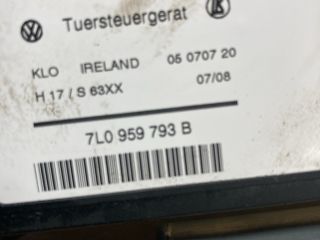 Tuersteuergerat
KLO IRELAND 05 0707 20
H 17 / S 63XX 07/08
7L0 959 793 B